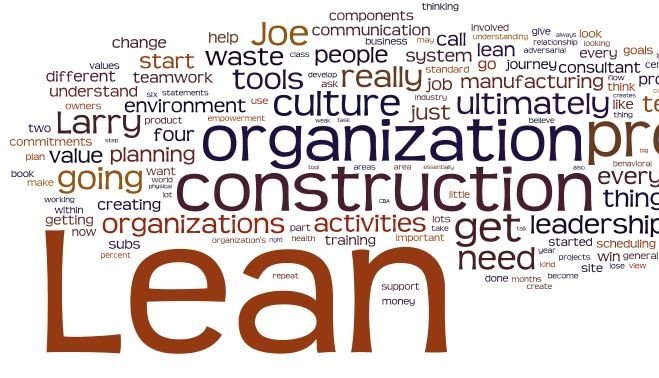 thinking
components
Joe communication involved give always look
change help business may call understanding relationship looking
start waste class people system lean adversarial every goals
values standard go journey consultant
different teamwork tools develop really job manufacturing flow
understand six statements ask think
owners environment use culture industry just ultimately like
two Larry product empowerment weak task creates thing
commitments step four organization believe
plan value planning tool areas area essentially also big behavioral
book going want construction every
make world physical little thing
working lot CBA
within creating
getting organizations part activities lots get talk leadership
now organization's right health training important take
subs need started scheduling
percent year win general
Lean repeat kind projects site lose view
support done months become
money create